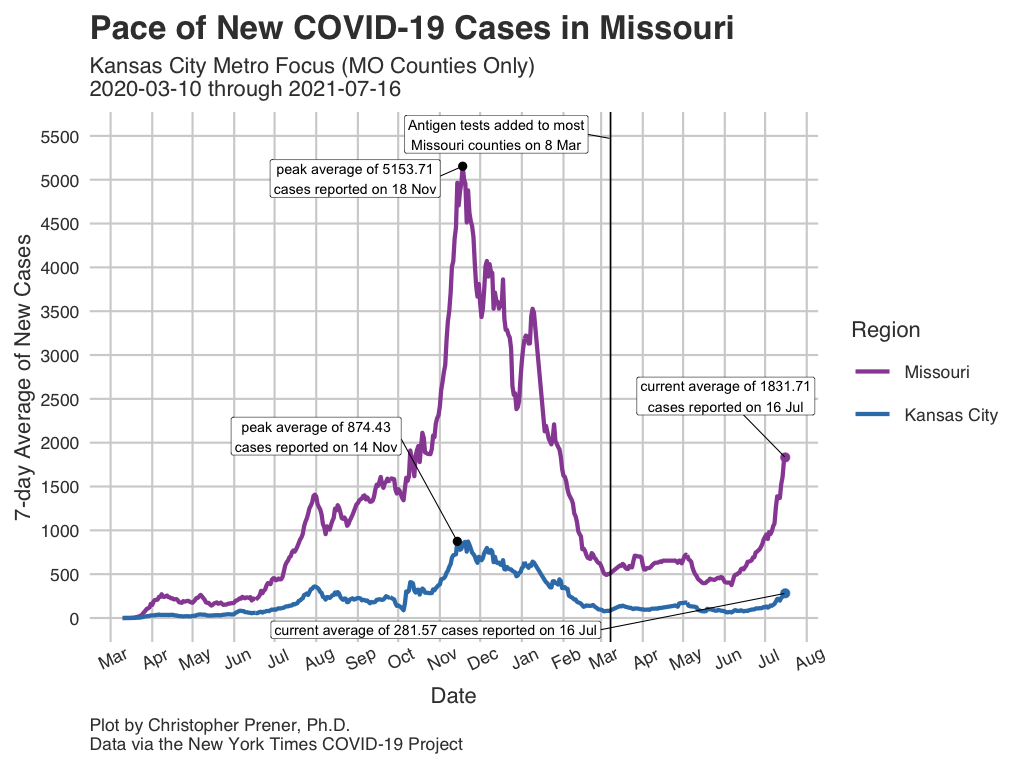 Pace of New COVID-19 Cases in Missouri
Kansas City Metro Focus (MO Counties Only)
2020-03-10 through 2021-07-16
Antigen tests added to most
Missouri counties on 8 Mar
peak average of 5153.71
cases reported on 18 Nov
current average of 1831.71
cases reported on 16 Jul
peak average of 874.43
cases reported on 14 Nov
current average of 281.57 cases reported on 16 Jul
7-day Average of New Cases
5500
5000
4500
4000
3500
3000
2500
2000
1500
1000
500
0
Mar Apr May Jun Jul Aug Sep Oct Nov Dec Jan Feb Mar Apr May Jun Jul Aug
Date
Region
Missouri
Kansas City
Plot by Christopher Prener, Ph.D.
Data via the New York Times COVID-19 Project